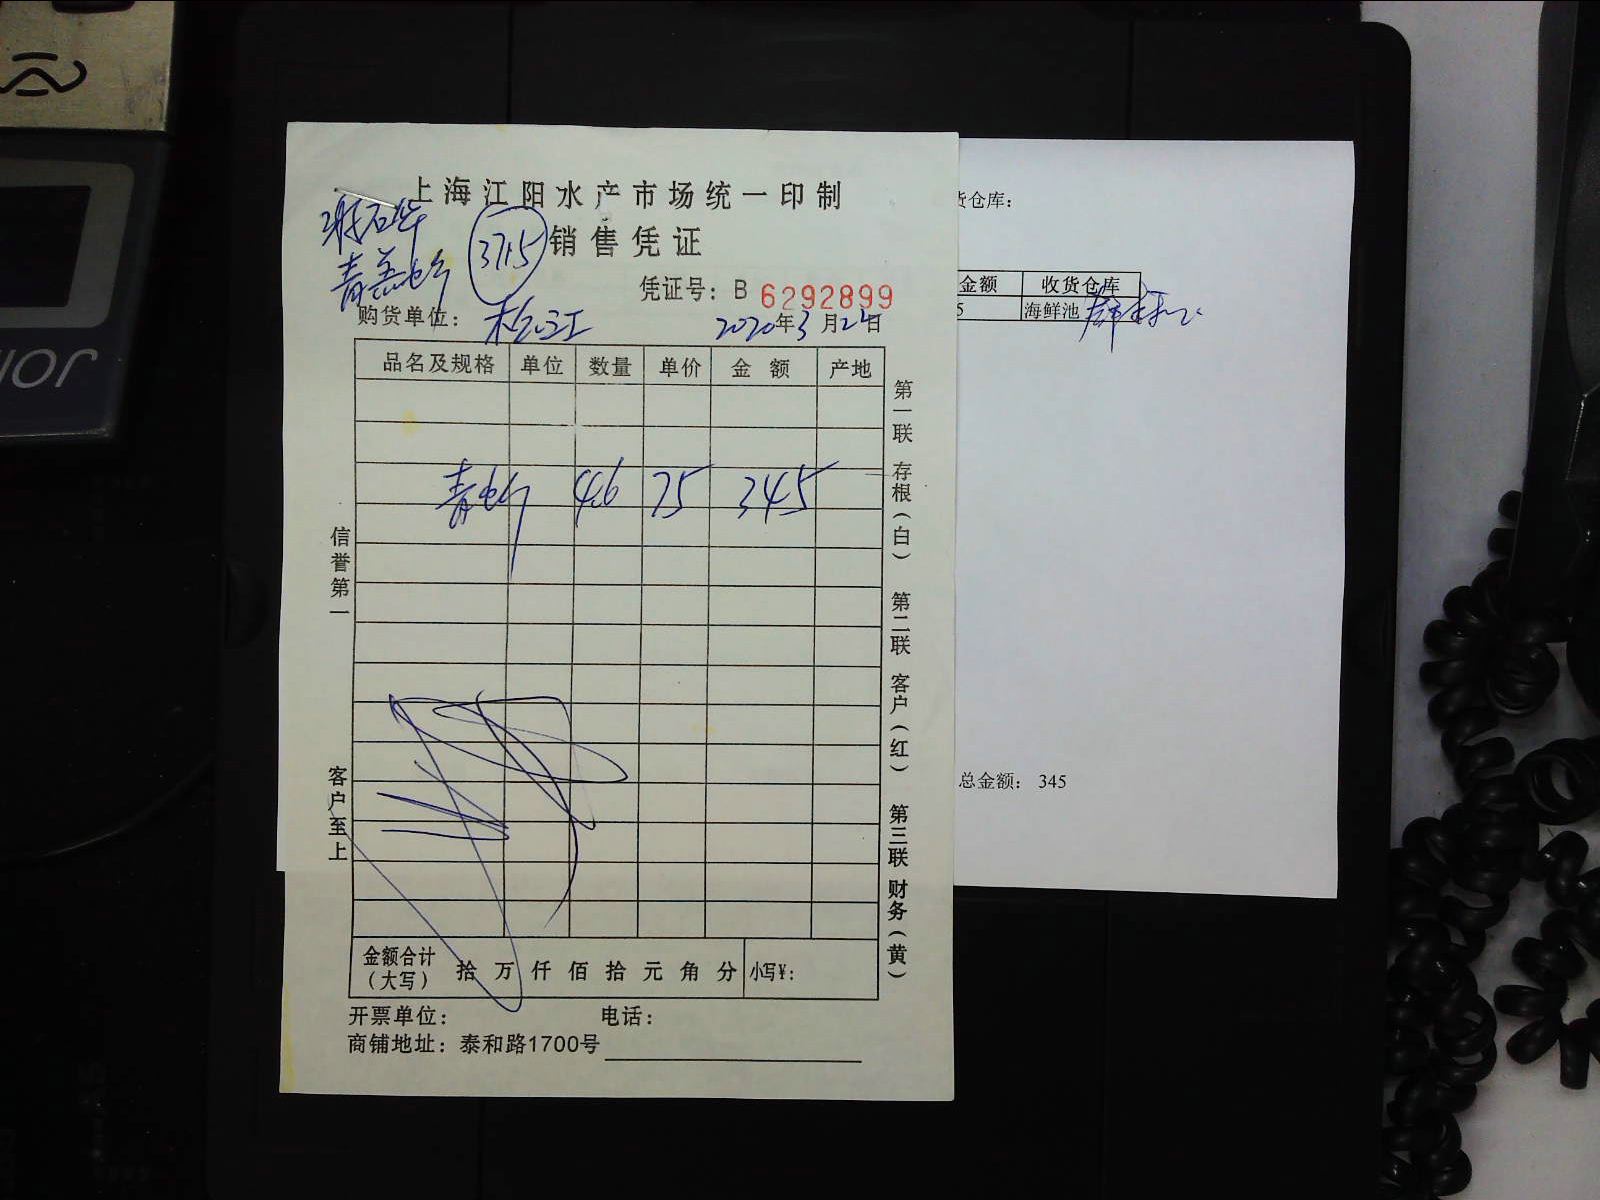 上海江阳水产市场统一印制
销售凭证
3715
凭证号：B 6292899
购货单位：松江 2020年3月24日
品名及规格 单位 数量 单价 金额 产地
青 4.6 75 345
信誉第一
客户至上
第一联 存根（白） 第二联 客户（红） 第三联 财务（黄）
金额合计（大写） 拾 万 仟 佰 拾 元 角 分 小写¥：
开票单位： 电话：
商铺地址：泰和路1700号
货仓库：
金额 收货仓库
5 海鲜池
总金额： 345